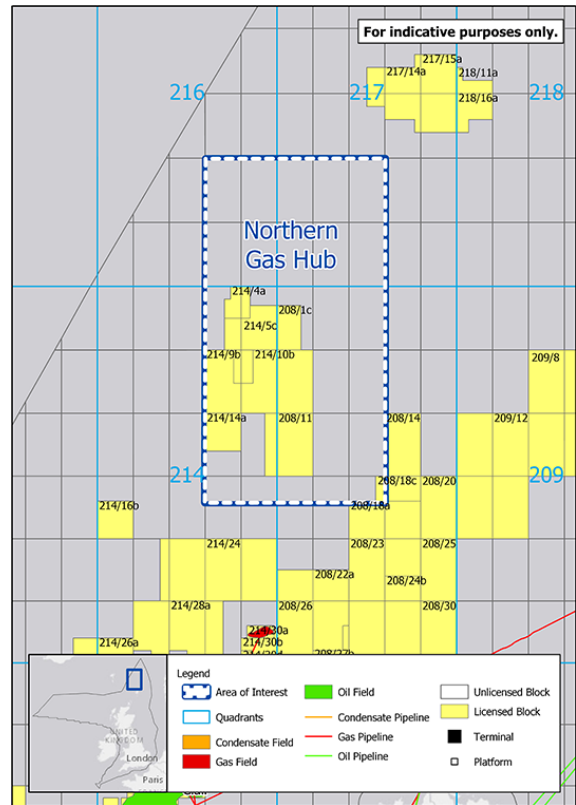 For indicative purposes only.
217/15a
217/14a
218/11a
216
217
218/16a
218
Northern
Gas Hub
214/4a
208/1c
214/5c
214/9b
214/10b
209/8
214/14a
208/11
208/14
209/12
214
208/18c
208/20
209
214/16b
208/18a
214/24
208/23
208/25
208/22a
208/24b
214/28a
208/26
208/30
214/30a
214/26a
214/30b
Legend
Area of Interest
Oil Field
Unlicensed Block
Quadrants
Condensate Pipeline
Licensed Block
Condensate Field
Gas Pipeline
Terminal
Gas Field
Oil Pipeline
Platform
UNITED
KINGDOM
London
Paris